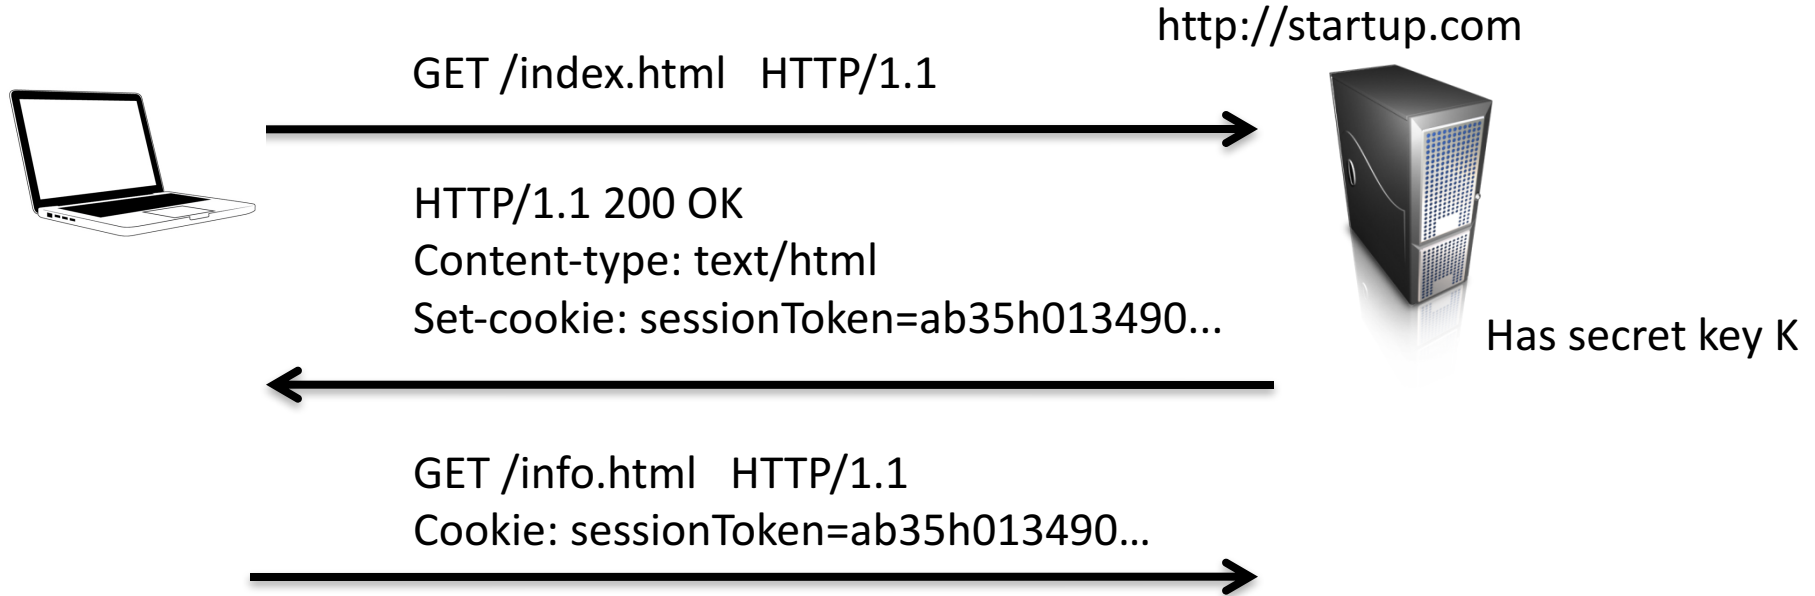 http://startup.com
GET /index.html   HTTP/1.1
HTTP/1.1 200 OK
Content-type: text/html
Set-cookie: sessionToken=ab35h013490...
Has secret key K
GET /info.html   HTTP/1.1
Cookie: sessionToken=ab35h013490…